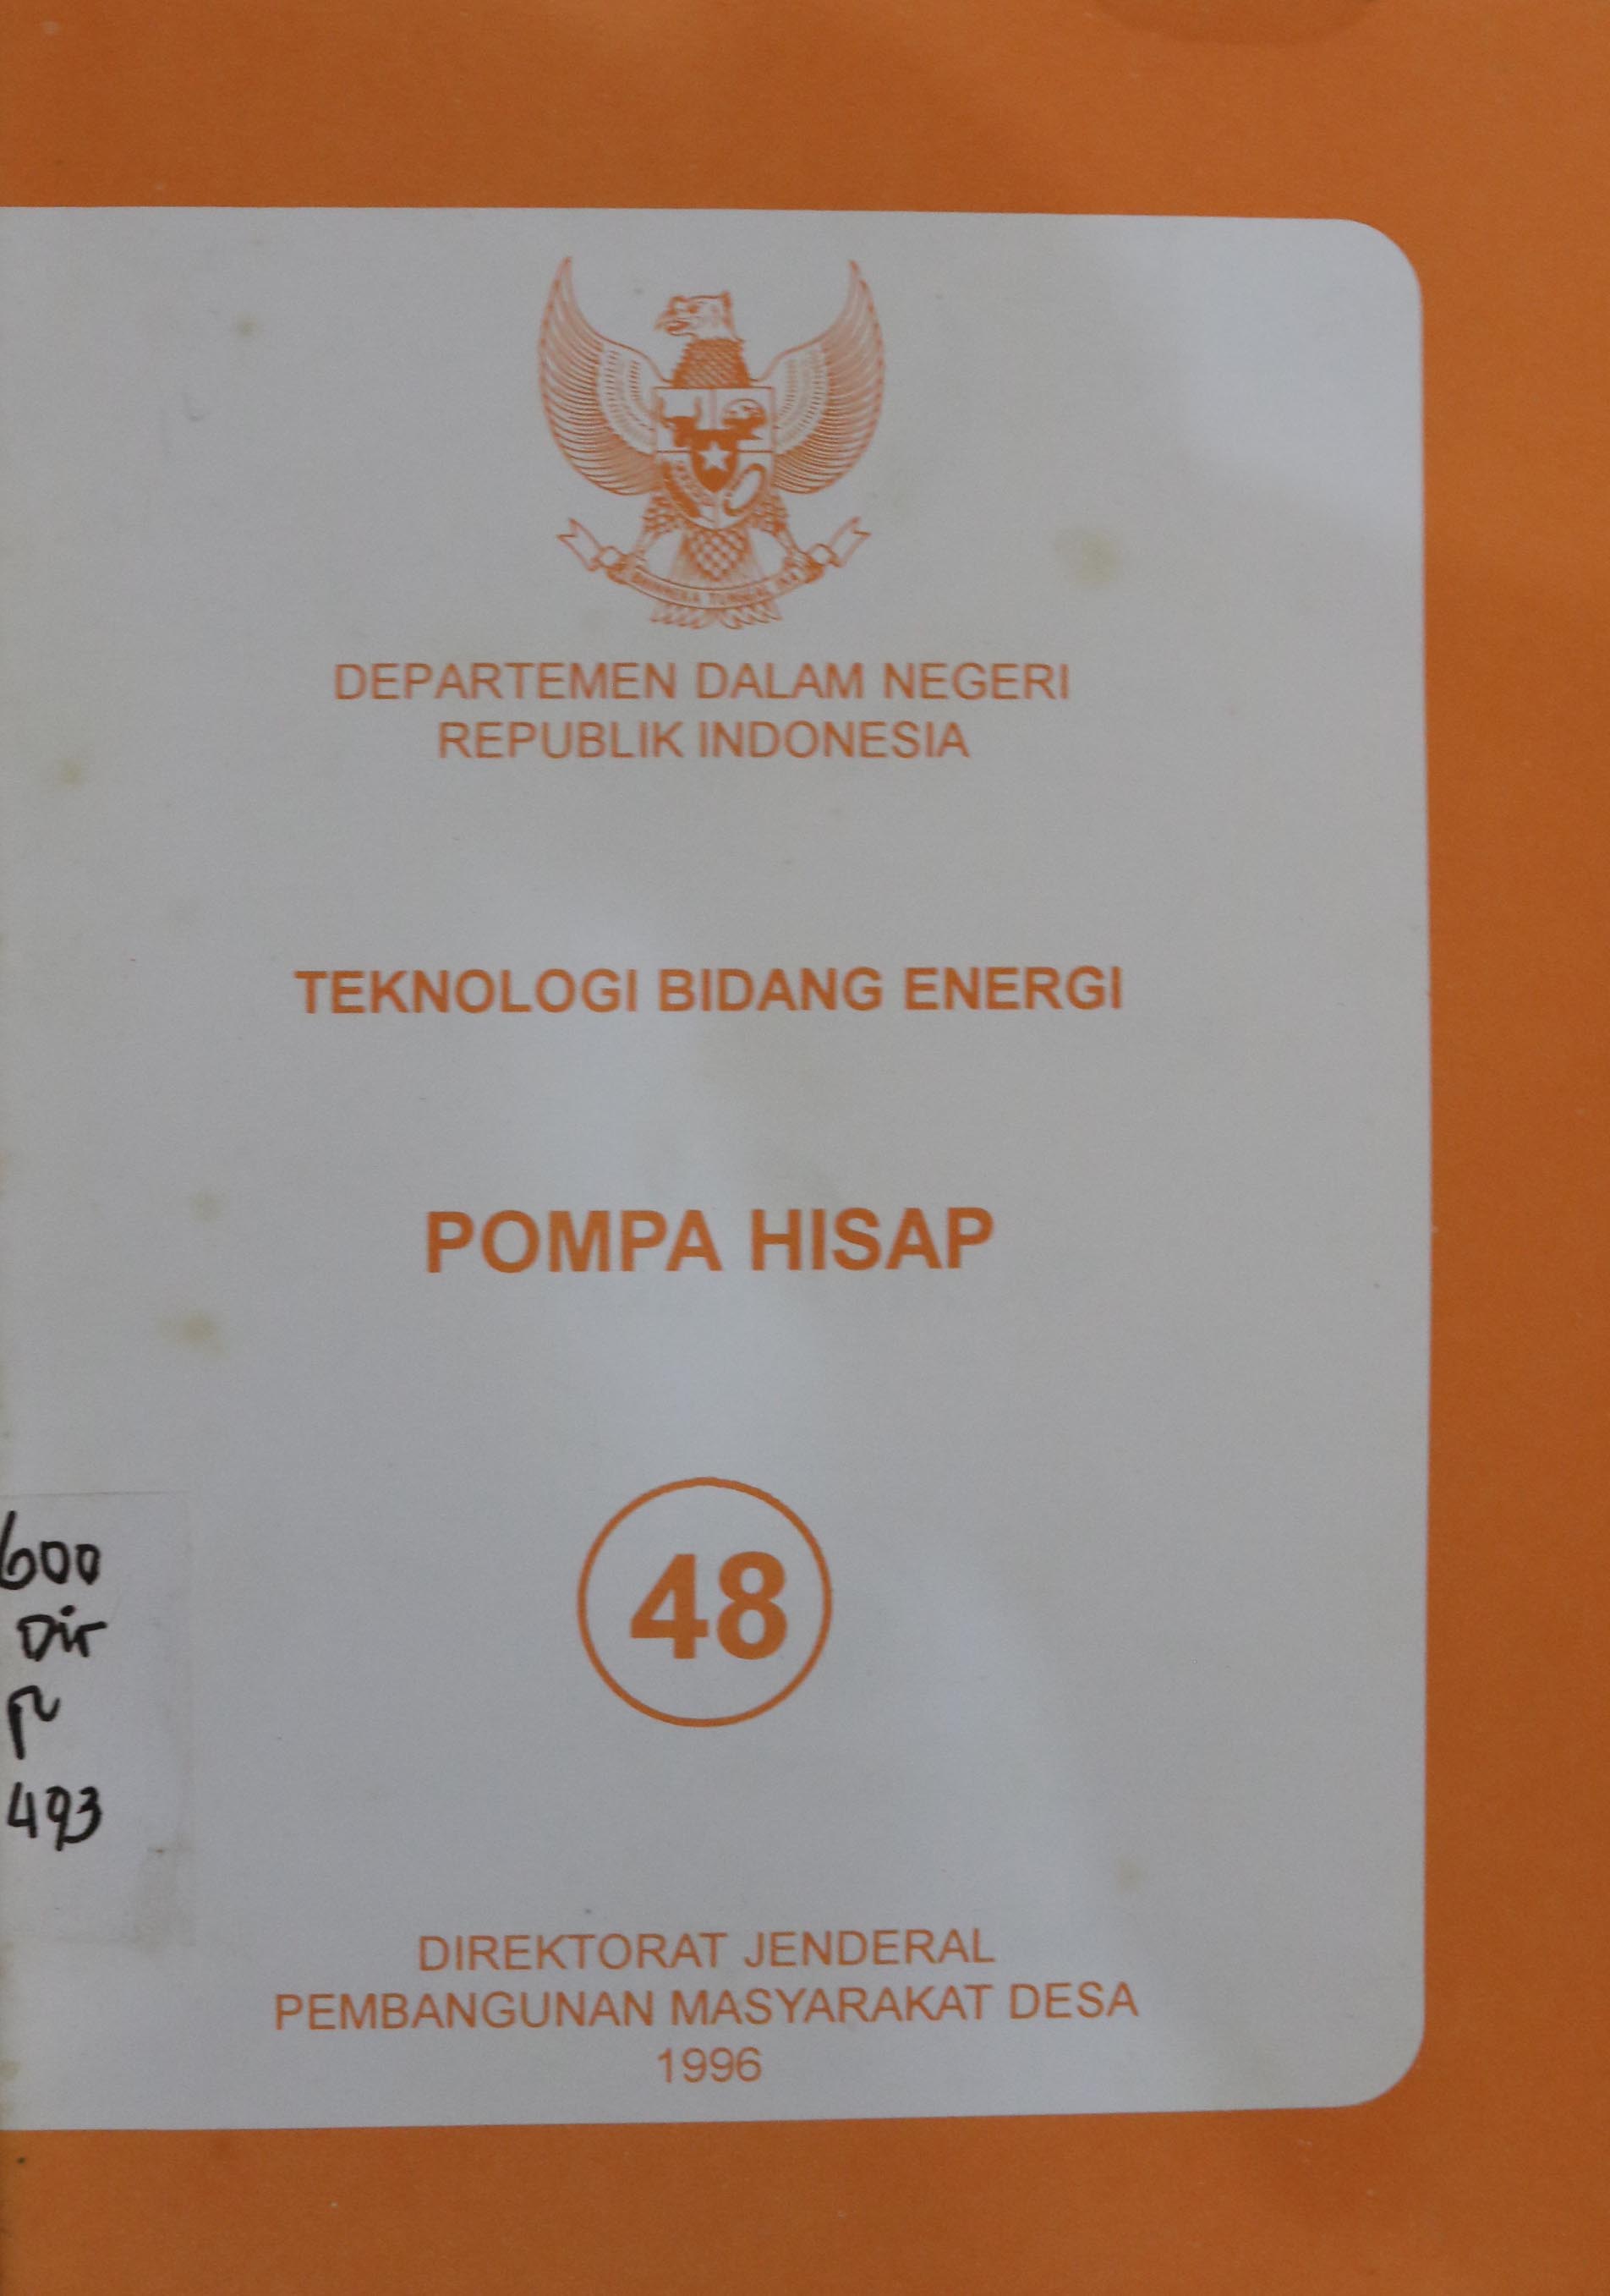 DEPARTEMEN DALAM NEGERI
REPUBLIK INDONESIA
TEKNOLOGI BIDANG ENERGI
POMPA HISAP
48
600
Dir
p
493
DIREKTORAT JENDERAL
PEMBANGUNAN MASYARAKAT DESA
1996